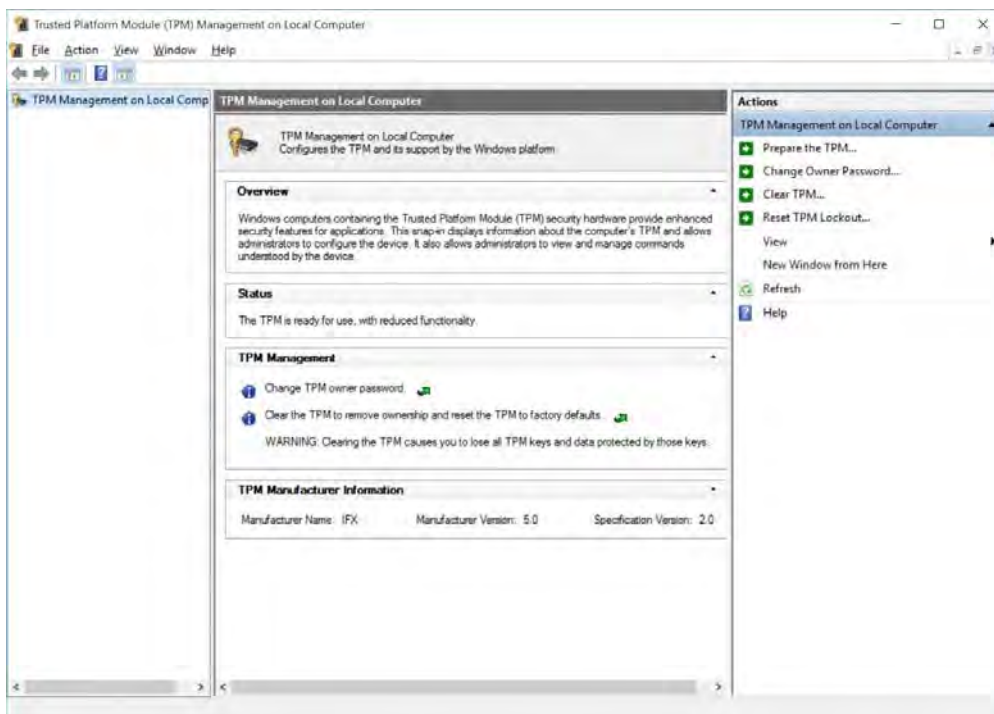 Trusted Platform Module (TPM) Management on Local Computer
File Action View Window Help
TPM Management on Local Comp
TPM Management on Local Computer
TPM Management on Local Computer
Configures the TPM and its support by the Windows platform
Overview
Windows computers containing the Trusted Platform Module (TPM) security hardware provide enhanced
security features for applications. This snap-in displays information about the computer's TPM and allows
administrators to configure the device. It also allows administrators to view and manage commands
understood by the device.
Status
The TPM is ready for use, with reduced functionality.
TPM Management
Change TPM owner password.
Clear the TPM to remove ownership and reset the TPM to factory defaults.
WARNING: Clearing the TPM causes you to lose all TPM keys and data protected by those keys.
TPM Manufacturer Information
Manufacturer Name: IFX Manufacturer Version: 5.0 Specification Version: 2.0
Actions
TPM Management on Local Computer
Prepare the TPM...
Change Owner Password...
Clear TPM...
Reset TPM Lockout...
View
New Window from Here
Refresh
Help